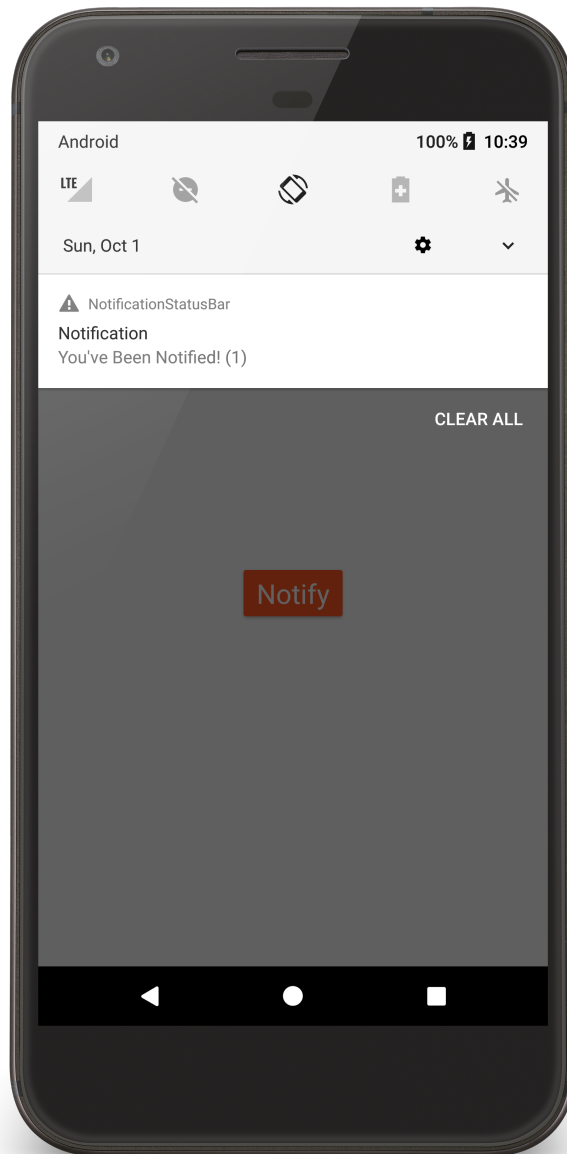 Android
100% 10:39
LTE
Sun, Oct 1
NotificationStatusBar
Notification
You've Been Notified! (1)
CLEAR ALL
Notify